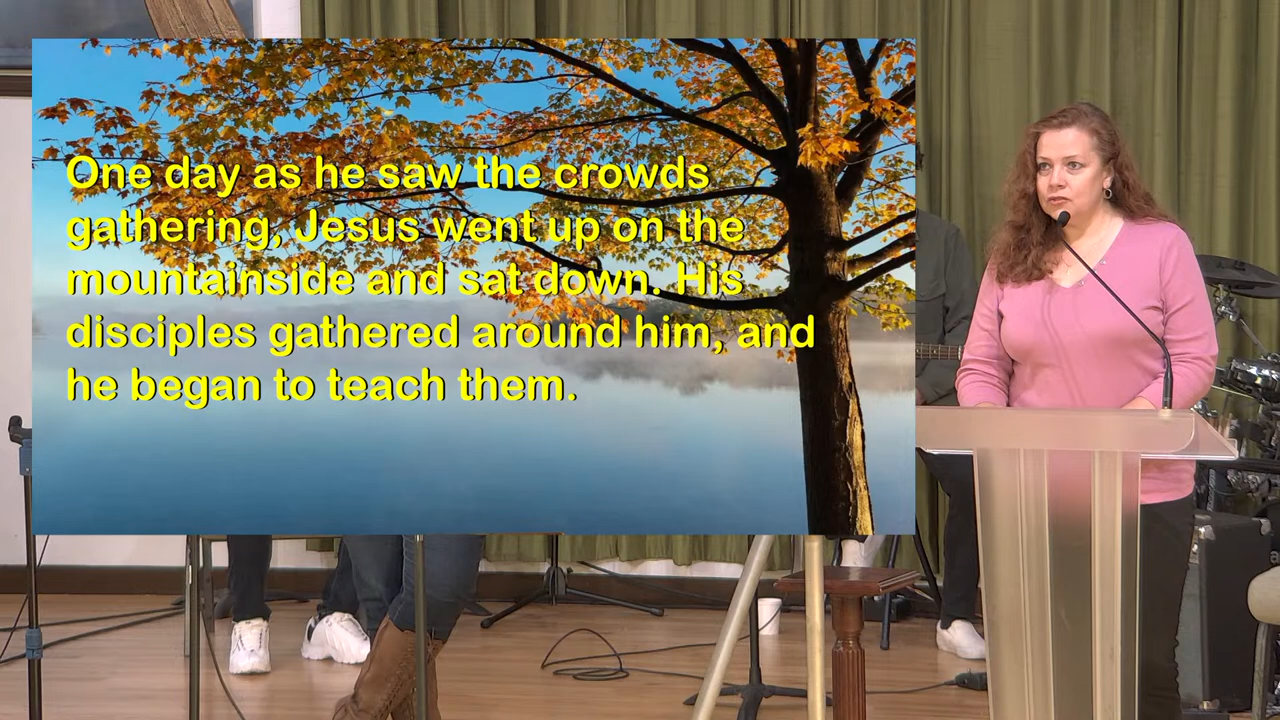 One day as he saw the crowds
gathering, Jesus went up on the
mountainside and sat down. His
disciples gathered around him, and
he began to teach them.